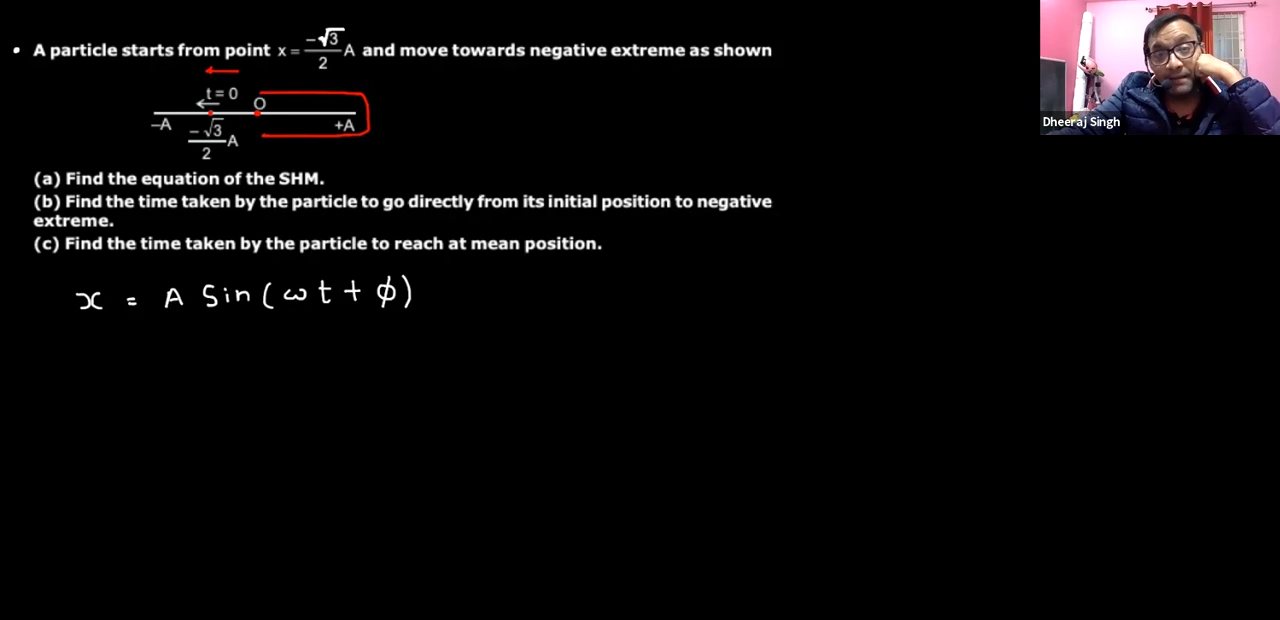 • A particle starts from point x = -√3/2 A and move towards negative extreme as shown
t = 0
O
-A
+A
-√3/2 A
(a) Find the equation of the SHM.
(b) Find the time taken by the particle to go directly from its initial position to negative
extreme.
(c) Find the time taken by the particle to reach at mean position.
x = A Sin(ωt + ϕ)
Dheeraj Singh